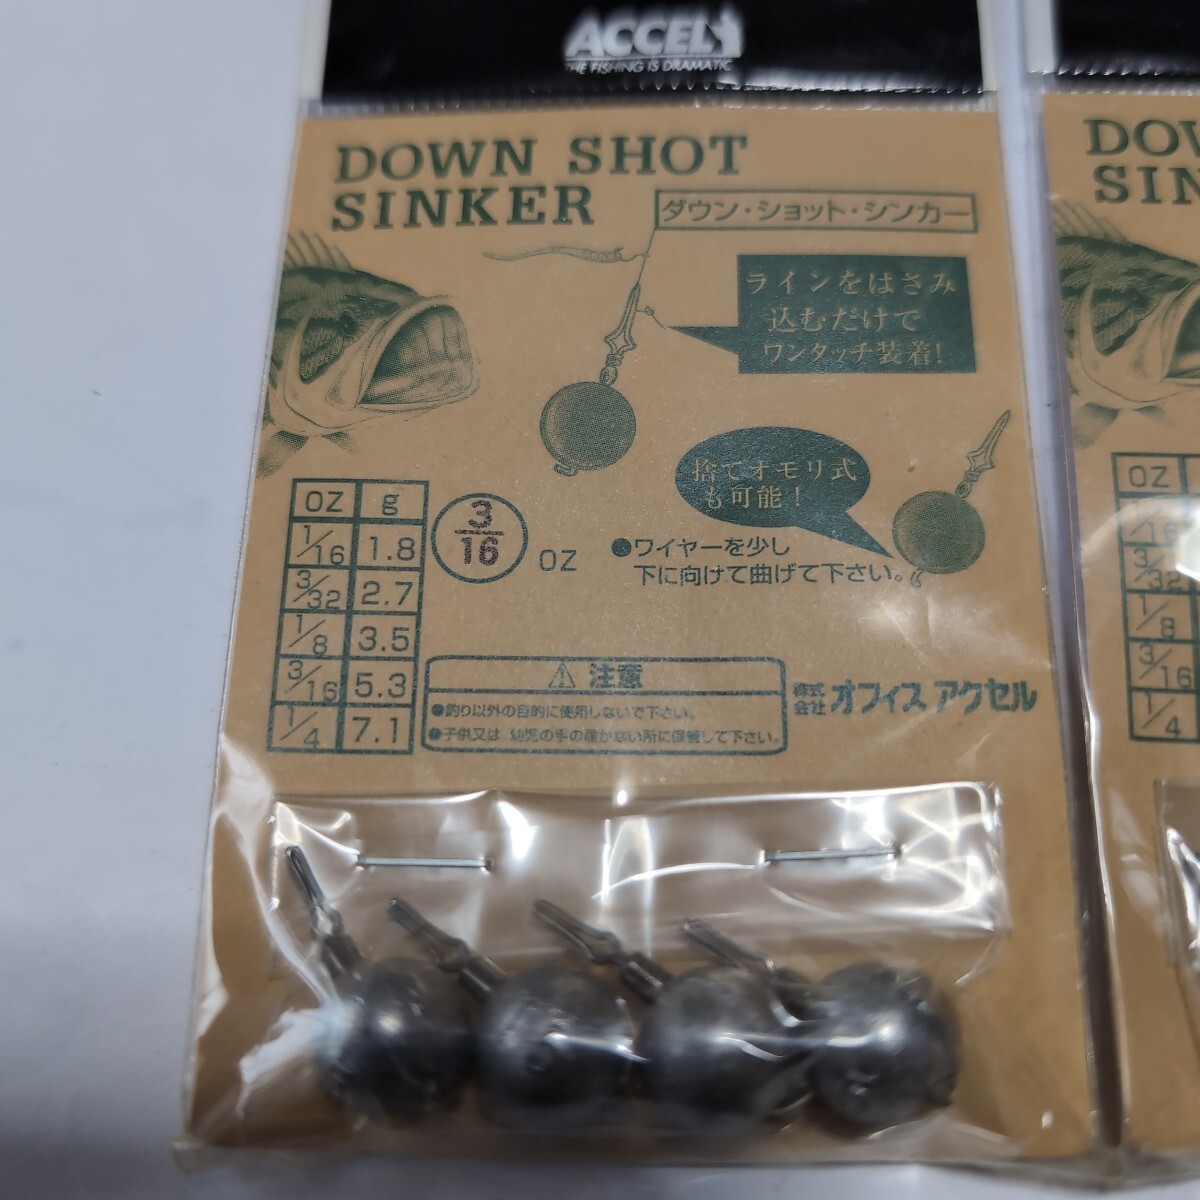 ACCEL
THE FISHING IS DRAMATIC
DOWN SHOT
SINKER
ダウン・ショット・シンカー
ラインをはさみ
込むだけで
ワンタッチ装着!
捨てオモリ式
も可能!
●ワイヤーを少し
下に向けて曲げて下さい。
OZ g
1/16 1.8
3/32 2.7
1/8 3.5
3/16 5.3
1/4 7.1
3/16 OZ
⚠ 注意
●釣り以外の目的に使用しないで下さい。
●子供又は、幼児の手の届かない所に保管して下さい。
株式会社 オフィス アクセル
DOW
SIN
OZ
1/16
3/32
1/8
3/16
1/4